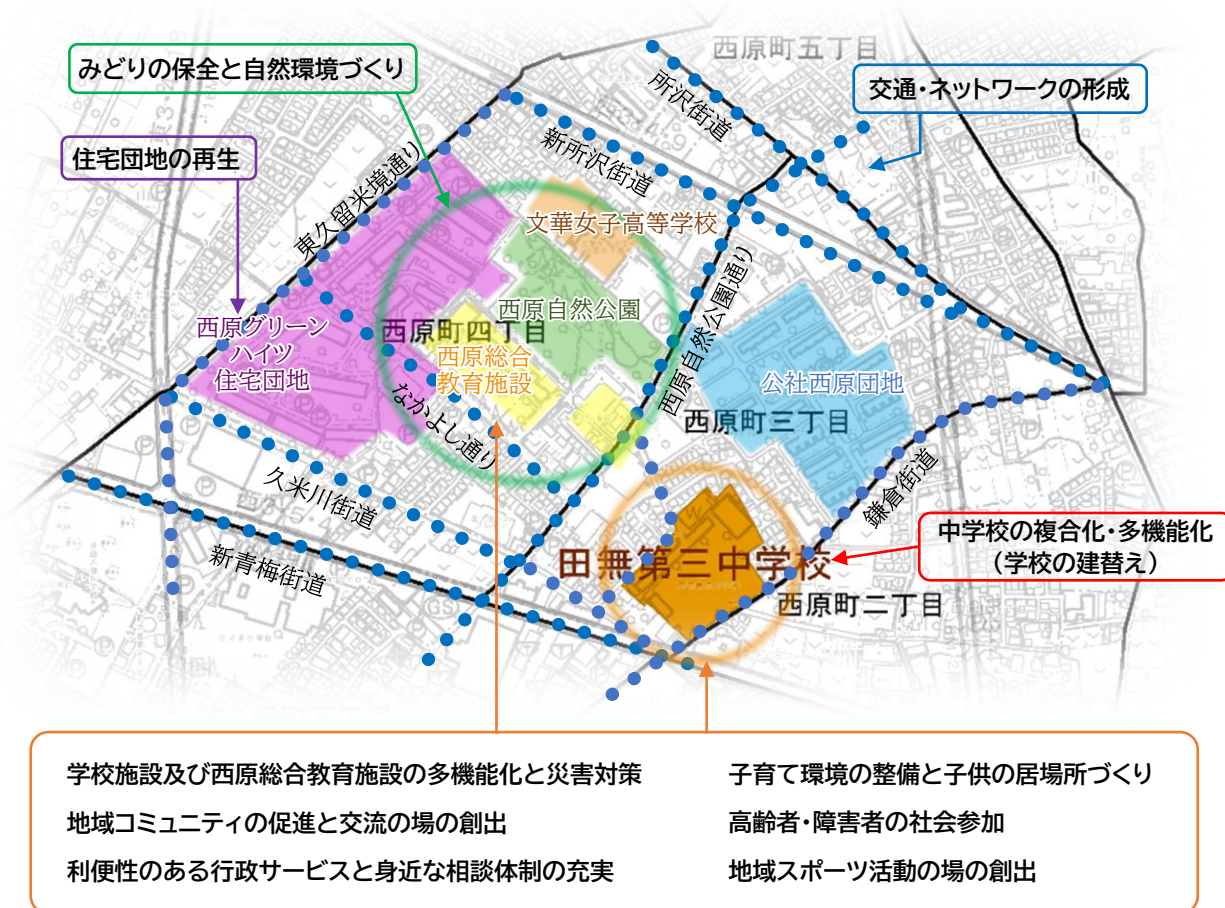 西原町五丁目
みどりの保全と自然環境づくり
所沢街道
交通・ネットワークの形成
新所沢街道
住宅団地の再生
東久留米境通り
文華女子高等学校
西原自然公園
西原自然公園通り
西原グリーン
ハイツ
住宅団地
西原町四丁目
西原総合
教育施設
公社西原団地
なかよし通り
西原町三丁目
久米川街道
鎌倉街道
中学校の複合化・多機能化
（学校の建替え）
新青梅街道
田無第三中学校
西原町二丁目
GS
学校施設及び西原総合教育施設の多機能化と災害対策
地域コミュニティの促進と交流の場の創出
利便性のある行政サービスと身近な相談体制の充実
子育て環境の整備と子供の居場所づくり
高齢者・障害者の社会参加
地域スポーツ活動の場の創出